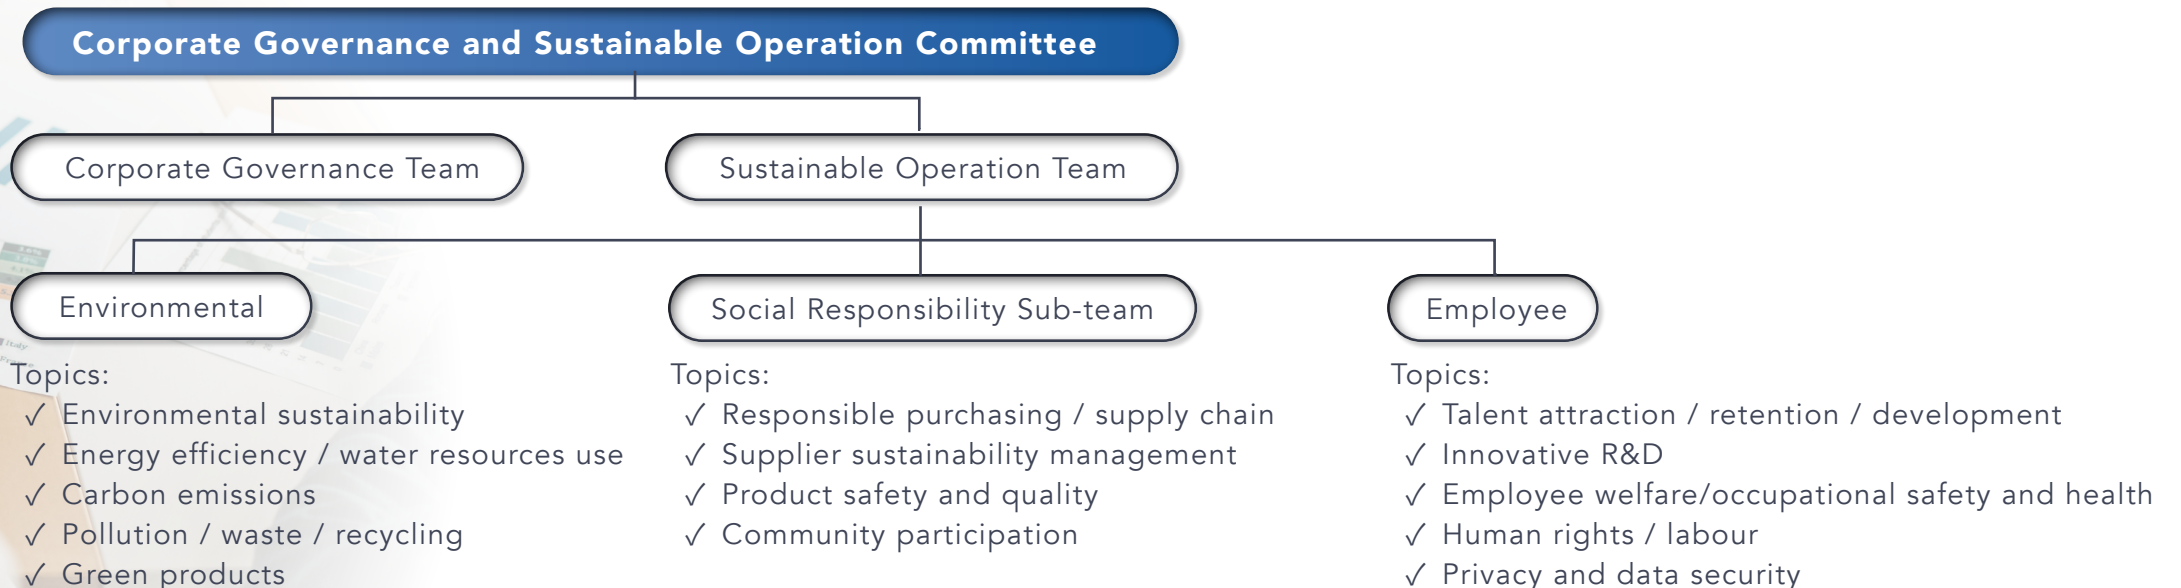 Corporate Governance and Sustainable Operation Committee
Corporate Governance Team
Sustainable Operation Team
Environmental
Social Responsibility Sub-team
Employee
Topics:
✓ Environmental sustainability
✓ Energy efficiency / water resources use
✓ Carbon emissions
✓ Pollution / waste / recycling
✓ Green products
Topics:
✓ Responsible purchasing / supply chain
✓ Supplier sustainability management
✓ Product safety and quality
✓ Community participation
Topics:
✓ Talent attraction / retention / development
✓ Innovative R&D
✓ Employee welfare/occupational safety and health
✓ Human rights / labour
✓ Privacy and data security
Italy